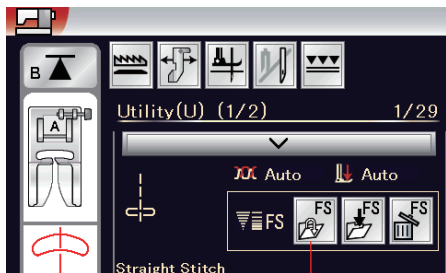 B
A
Utility(U) (1/2) 1/29
Auto Auto
FS FS FS FS
Straight Stitch